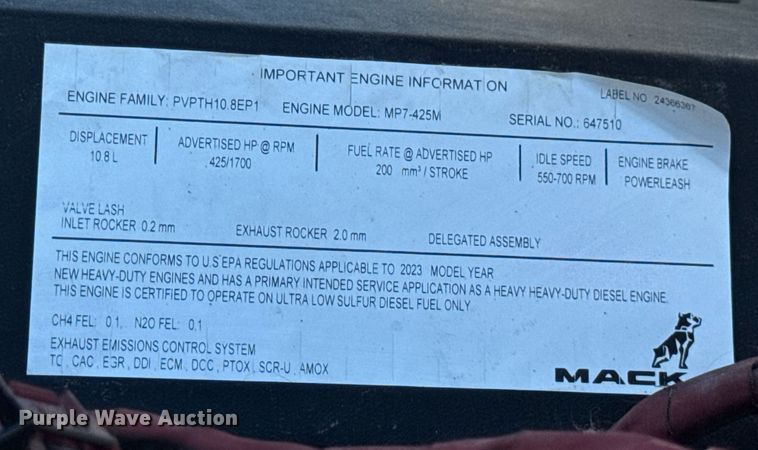 IMPORTANT ENGINE INFORMATION
LABEL NO 24366367
ENGINE FAMILY: PVPTH10.8EP1 ENGINE MODEL: MP7-425M SERIAL NO.: 647510
DISPLACEMENT ADVERTISED HP @ RPM FUEL RATE @ ADVERTISED HP IDLE SPEED ENGINE BRAKE
10.8 L 425/1700 200 mm³/ STROKE 550-700 RPM POWERLEASH
VALVE LASH
INLET ROCKER 0.2 mm EXHAUST ROCKER 2.0 mm DELEGATED ASSEMBLY
THIS ENGINE CONFORMS TO U.S EPA REGULATIONS APPLICABLE TO 2023 MODEL YEAR
NEW HEAVY-DUTY ENGINES AND HAS A PRIMARY INTENDED SERVICE APPLICATION AS A HEAVY HEAVY-DUTY DIESEL ENGINE.
THIS ENGINE IS CERTIFIED TO OPERATE ON ULTRA LOW SULFUR DIESEL FUEL ONLY.
CH4 FEL: 0.1, N2O FEL: 0.1
EXHAUST EMISSIONS CONTROL SYSTEM
TC , CAC , EGR , DDI , ECM , DCC , PTOX , SCR-U , AMOX
MACK
Purple Wave Auction